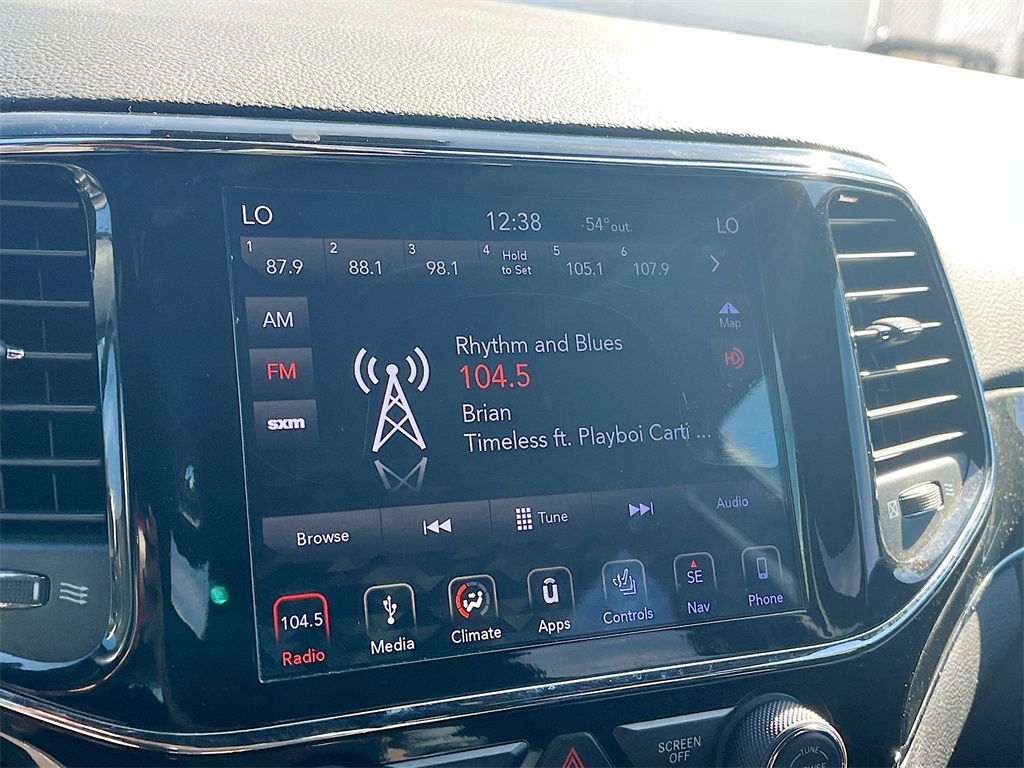 LO 12:38 -54°out. LO
1 87.9 2 88.1 3 98.1 4 Hold to Set 5 105.1 6 107.9
AM
FM
sxm
Rhythm and Blues
104.5
Brian
Timeless ft. Playboi Carti ...
Map
HD
Browse Tune Audio
104.5 SE
Radio Media Climate Apps Controls Nav Phone
SCREEN
OFF
TUNE